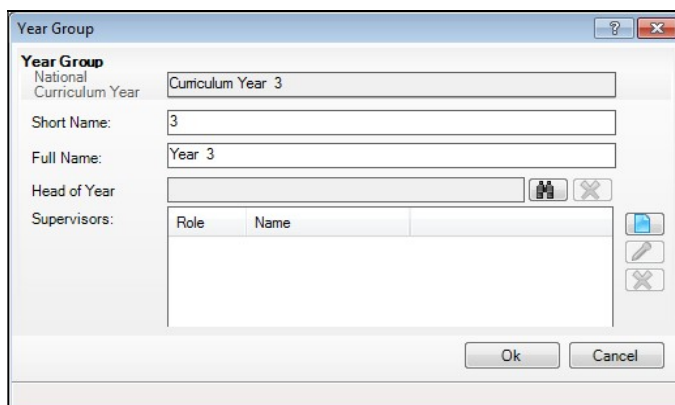 Year Group
Year Group
National
Curriculum Year
Curriculum Year 3
Short Name:
3
Full Name:
Year 3
Head of Year
Supervisors:
Role Name
Ok Cancel